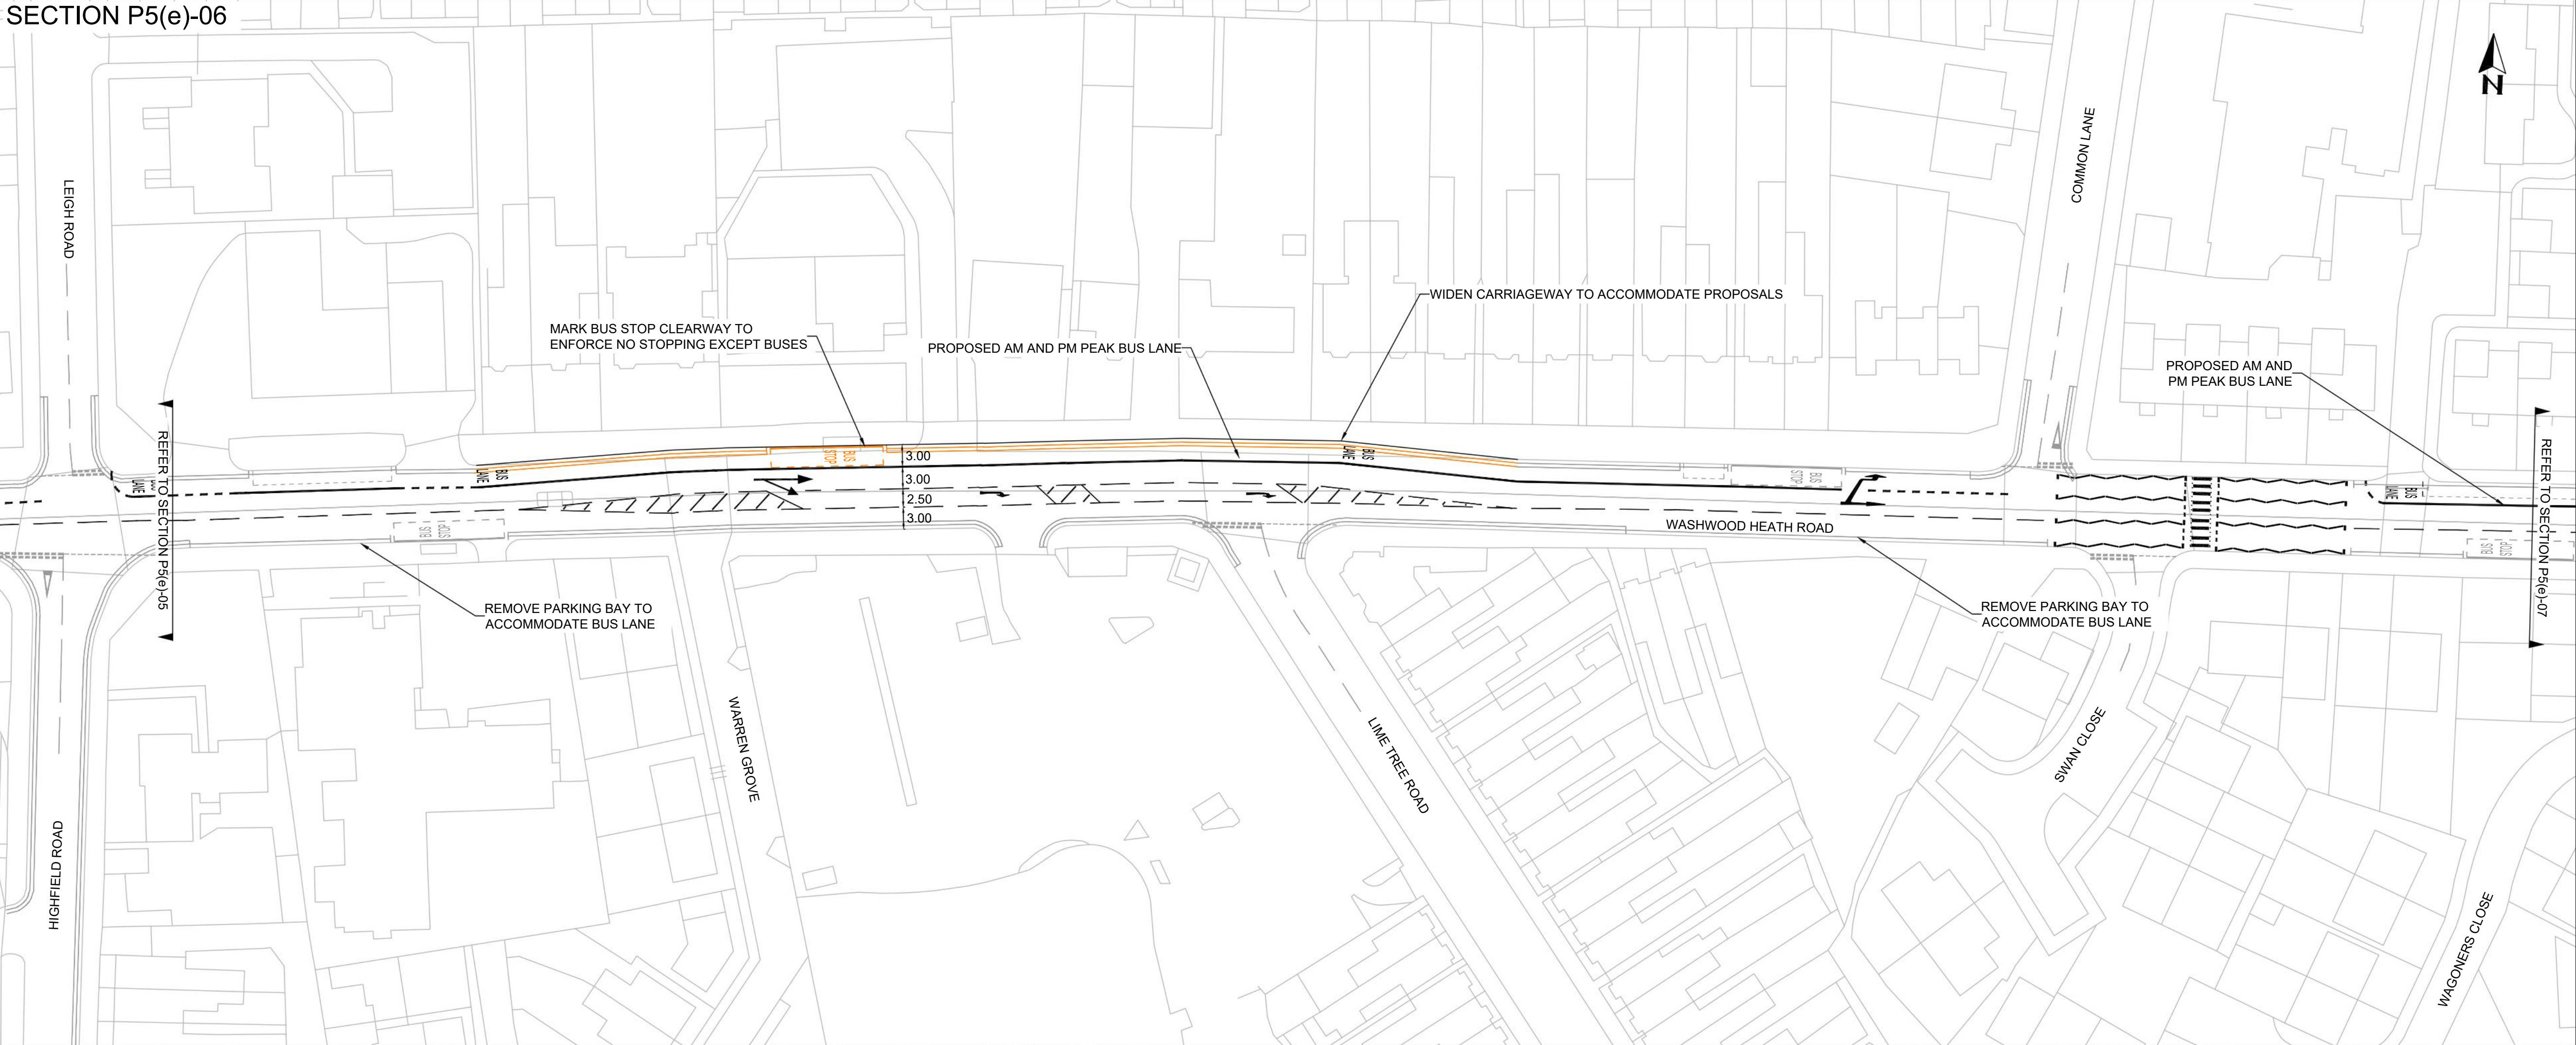 SECTION P5(e)-06
N
LEIGH ROAD
COMMON LANE
WIDEN CARRIAGEWAY TO ACCOMMODATE PROPOSALS
MARK BUS STOP CLEARWAY TO
ENFORCE NO STOPPING EXCEPT BUSES
PROPOSED AM AND PM PEAK BUS LANE
PROPOSED AM AND
PM PEAK BUS LANE
REFER TO SECTION P5(e)-05
REFER TO SECTION P5(e)-07
LANE
BUS
LANE
BUS
STOP
BUS
LANE
BUS
STOP
BUS
LANE
3.00
3.00
2.50
3.00
BUS
STOP
BUS
STOP
WASHWOOD HEATH ROAD
REMOVE PARKING BAY TO
ACCOMMODATE BUS LANE
REMOVE PARKING BAY TO
ACCOMMODATE BUS LANE
WARREN GROVE
LIME TREE ROAD
SWAN CLOSE
HIGHFIELD ROAD
WAGONERS CLOSE